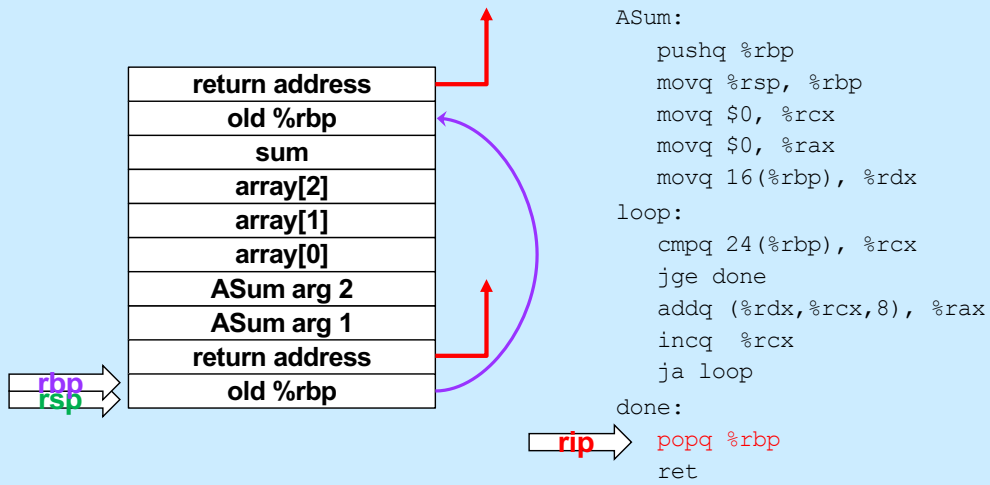 return address
old %rbp
sum
array[2]
array[1]
array[0]
ASum arg 2
ASum arg 1
return address
old %rbp
rbp
rsp
ASum:
pushq %rbp
movq %rsp, %rbp
movq $0, %rcx
movq $0, %rax
movq 16(%rbp), %rdx
loop:
cmpq 24(%rbp), %rcx
jge done
addq (%rdx,%rcx,8), %rax
incq %rcx
ja loop
done:
rip
popq %rbp
ret